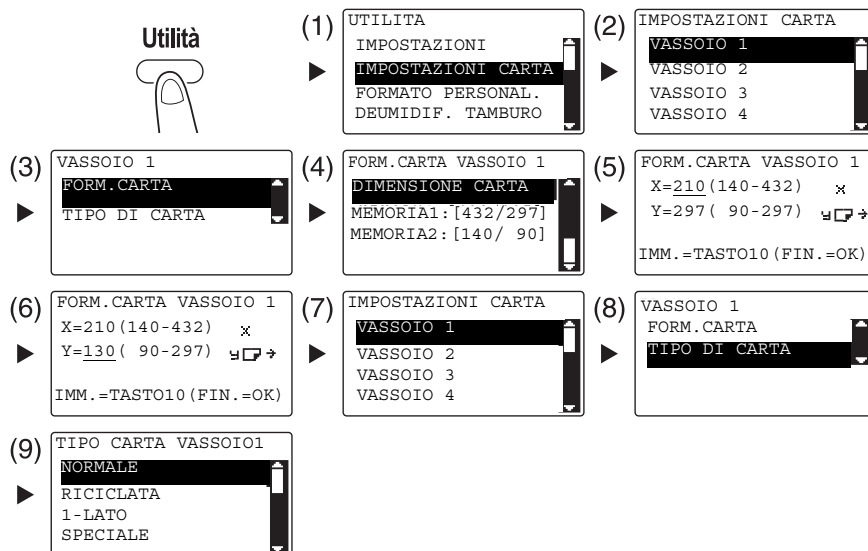 Utilità
(1)
UTILITA
IMPOSTAZIONI
IMPOSTAZIONI CARTA
FORMATO PERSONAL.
DEUMIDIF. TAMBURO
(2)
IMPOSTAZIONI CARTA
VASSOIO 1
VASSOIO 2
VASSOIO 3
VASSOIO 4
(3)
VASSOIO 1
FORM.CARTA
TIPO DI CARTA
(4)
FORM.CARTA VASSOIO 1
DIMENSIONE CARTA
MEMORIA1:[432/297]
MEMORIA2:[140/ 90]
(5)
FORM.CARTA VASSOIO 1
X=210(140-432) x
Y=297( 90-297) y
IMM.=TASTO10(FIN.=OK)
(6)
FORM.CARTA VASSOIO 1
X=210(140-432) x
Y=130( 90-297) y
IMM.=TASTO10(FIN.=OK)
(7)
IMPOSTAZIONI CARTA
VASSOIO 1
VASSOIO 2
VASSOIO 3
VASSOIO 4
(8)
VASSOIO 1
FORM.CARTA
TIPO DI CARTA
(9)
TIPO CARTA VASSOIO1
NORMALE
RICICLATA
1-LATO
SPECIALE